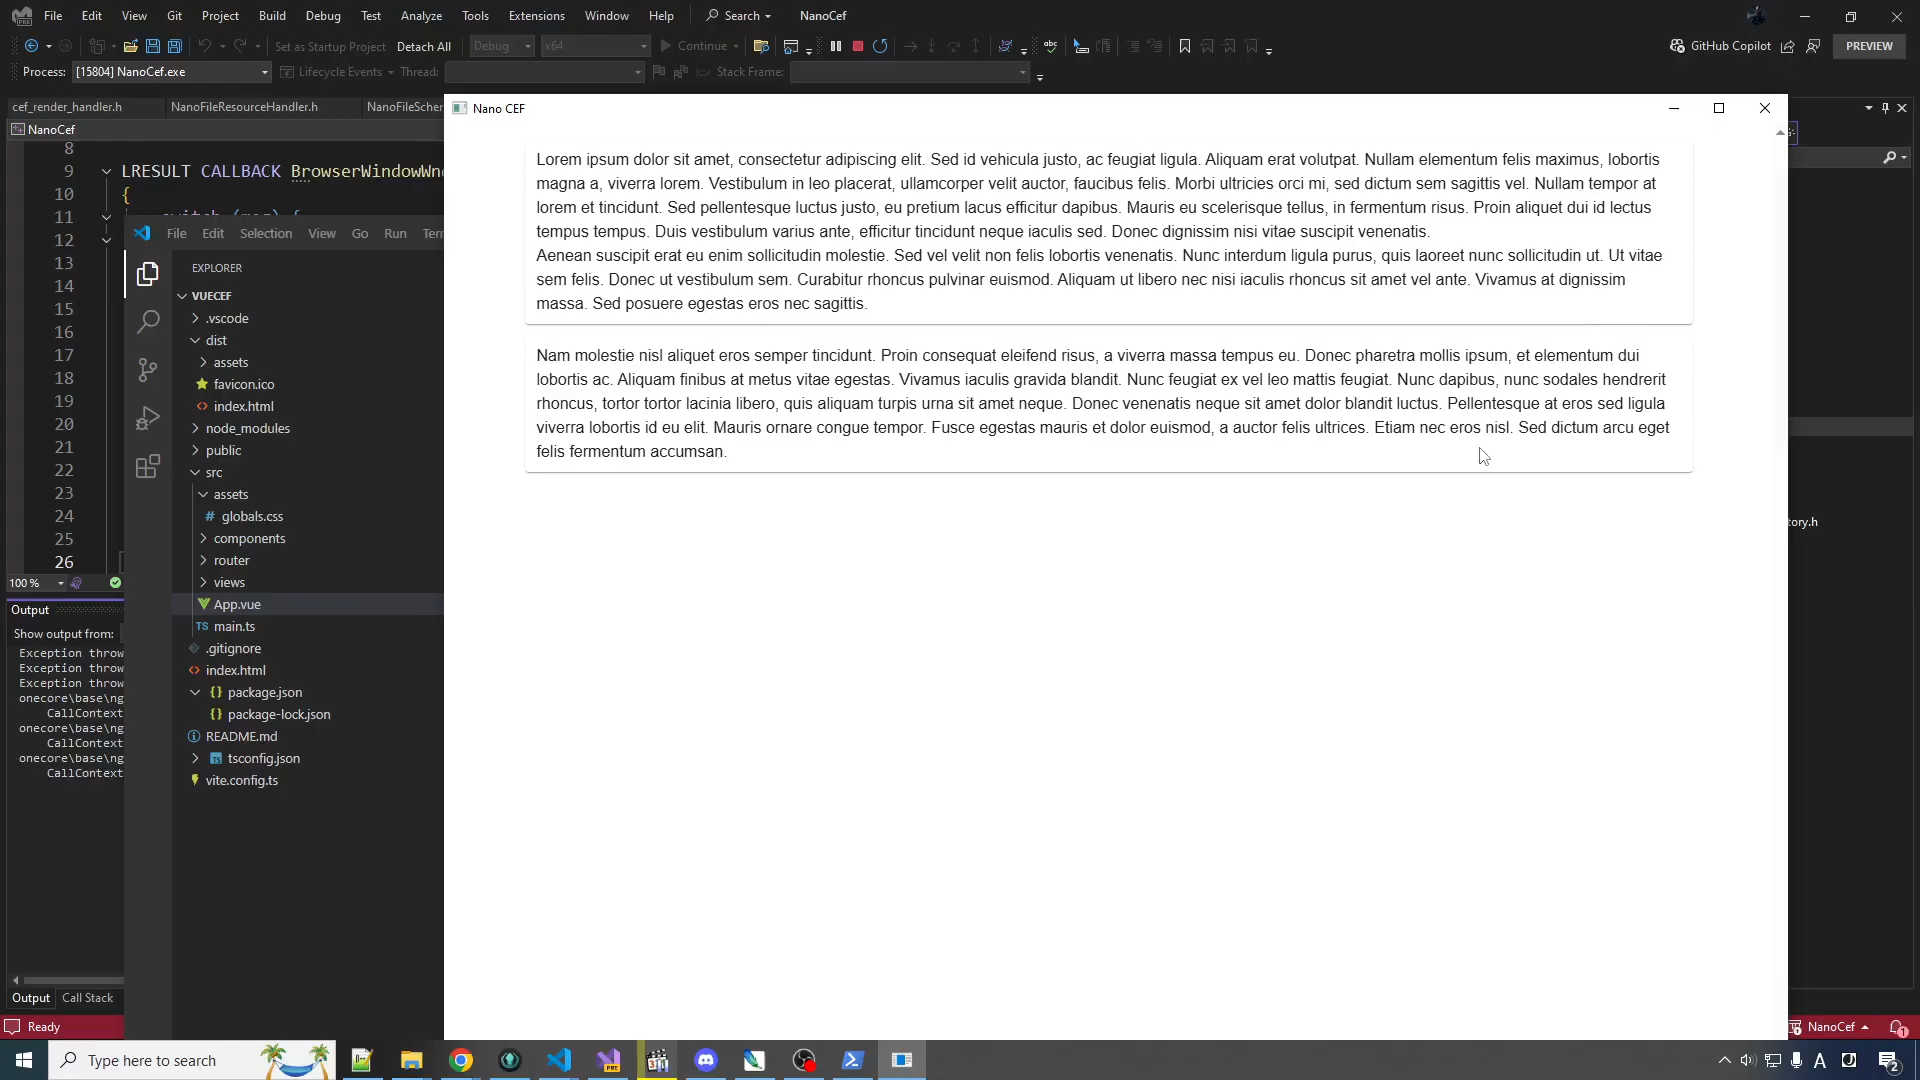 File Edit View Git Project Build Debug Test Analyze Tools Extensions Window Help Search NanoCef
Set as Startup Project Detach All Debug x64 Continue GitHub Copilot PREVIEW
Process: [15804] NanoCef.exe Lifecycle Events Thread: Stack Frame:
cef_render_handler.h NanoFileResourceHandler.h NanoFileScher
NanoCef
8
9 LRESULT CALLBACK BrowserWindowWn
10 {
11
12
13
14
15
16
17
18
19
20
21
22
23
24
25
26
100 %
Output
Show output from:
Exception throw
Exception throw
Exception throw
onecore\base\ng
CallContext
onecore\base\ng
CallContext
onecore\base\ng
CallContext
Output Call Stack
Ready
File Edit Selection View Go Run Ter
EXPLORER
VUECEF
.vscode
dist
assets
favicon.ico
index.html
node_modules
public
src
assets
# globals.css
components
router
views
App.vue
TS main.ts
.gitignore
index.html
{} package.json
{} package-lock.json
README.md
tsconfig.json
vite.config.ts
Nano CEF
Lorem ipsum dolor sit amet, consectetur adipiscing elit. Sed id vehicula justo, ac feugiat ligula. Aliquam erat volutpat. Nullam elementum felis maximus, lobortis
magna a, viverra lorem. Vestibulum in leo placerat, ullamcorper velit auctor, faucibus felis. Morbi ultricies orci mi, sed dictum sem sagittis vel. Nullam tempor at
lorem et tincidunt. Sed pellentesque luctus justo, eu pretium lacus efficitur dapibus. Mauris eu scelerisque tellus, in fermentum risus. Proin aliquet dui id lectus
tempus tempus. Duis vestibulum varius ante, efficitur tincidunt neque iaculis sed. Donec dignissim nisi vitae suscipit venenatis.
Aenean suscipit erat eu enim sollicitudin molestie. Sed vel velit non felis lobortis venenatis. Nunc interdum ligula purus, quis laoreet nunc sollicitudin ut. Ut vitae
sem felis. Donec ut vestibulum sem. Curabitur rhoncus pulvinar euismod. Aliquam ut libero nec nisi iaculis rhoncus sit amet vel ante. Vivamus at dignissim
massa. Sed posuere egestas eros nec sagittis.
Nam molestie nisl aliquet eros semper tincidunt. Proin consequat eleifend risus, a viverra massa tempus eu. Donec pharetra mollis ipsum, et elementum dui
lobortis ac. Aliquam finibus at metus vitae egestas. Vivamus iaculis gravida blandit. Nunc feugiat ex vel leo mattis feugiat. Nunc dapibus, nunc sodales hendrerit
rhoncus, tortor tortor lacinia libero, quis aliquam turpis urna sit amet neque. Donec venenatis neque sit amet dolor blandit luctus. Pellentesque at eros sed ligula
viverra lobortis id eu elit. Mauris ornare congue tempor. Fusce egestas mauris et dolor euismod, a auctor felis ultrices. Etiam nec eros nisl. Sed dictum arcu eget
felis fermentum accumsan.
tory.h
NanoCef
1
Type here to search
A
2